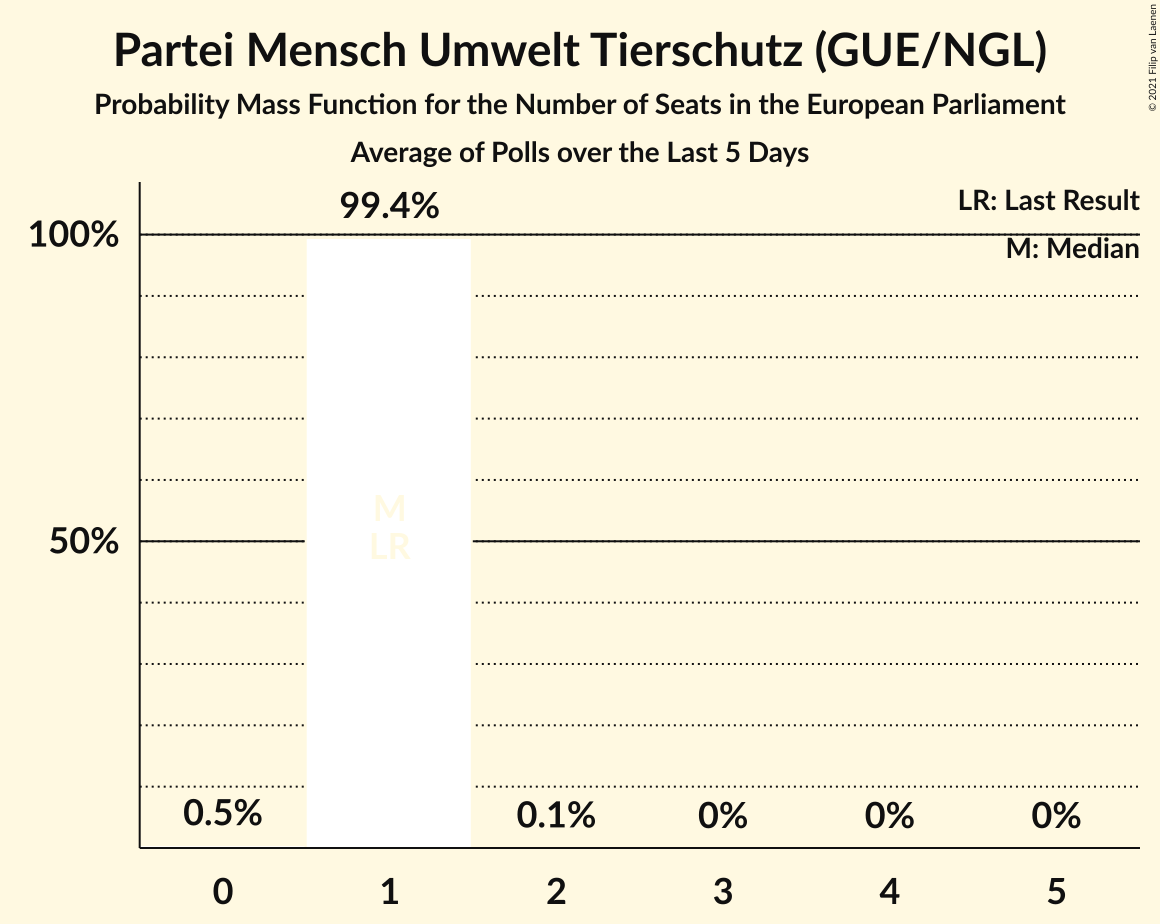 Partei Mensch Umwelt Tierschutz (GUE/NGL)
Probability Mass Function for the Number of Seats in the European Parliament
Average of Polls over the Last 5 Days
© 2021 Filip van Laenen
LR: Last Result
M: Median
99.4%
100%
M
LR
50%
0.5%
0.1%
0%
0%
0%
0
1
2
3
4
5